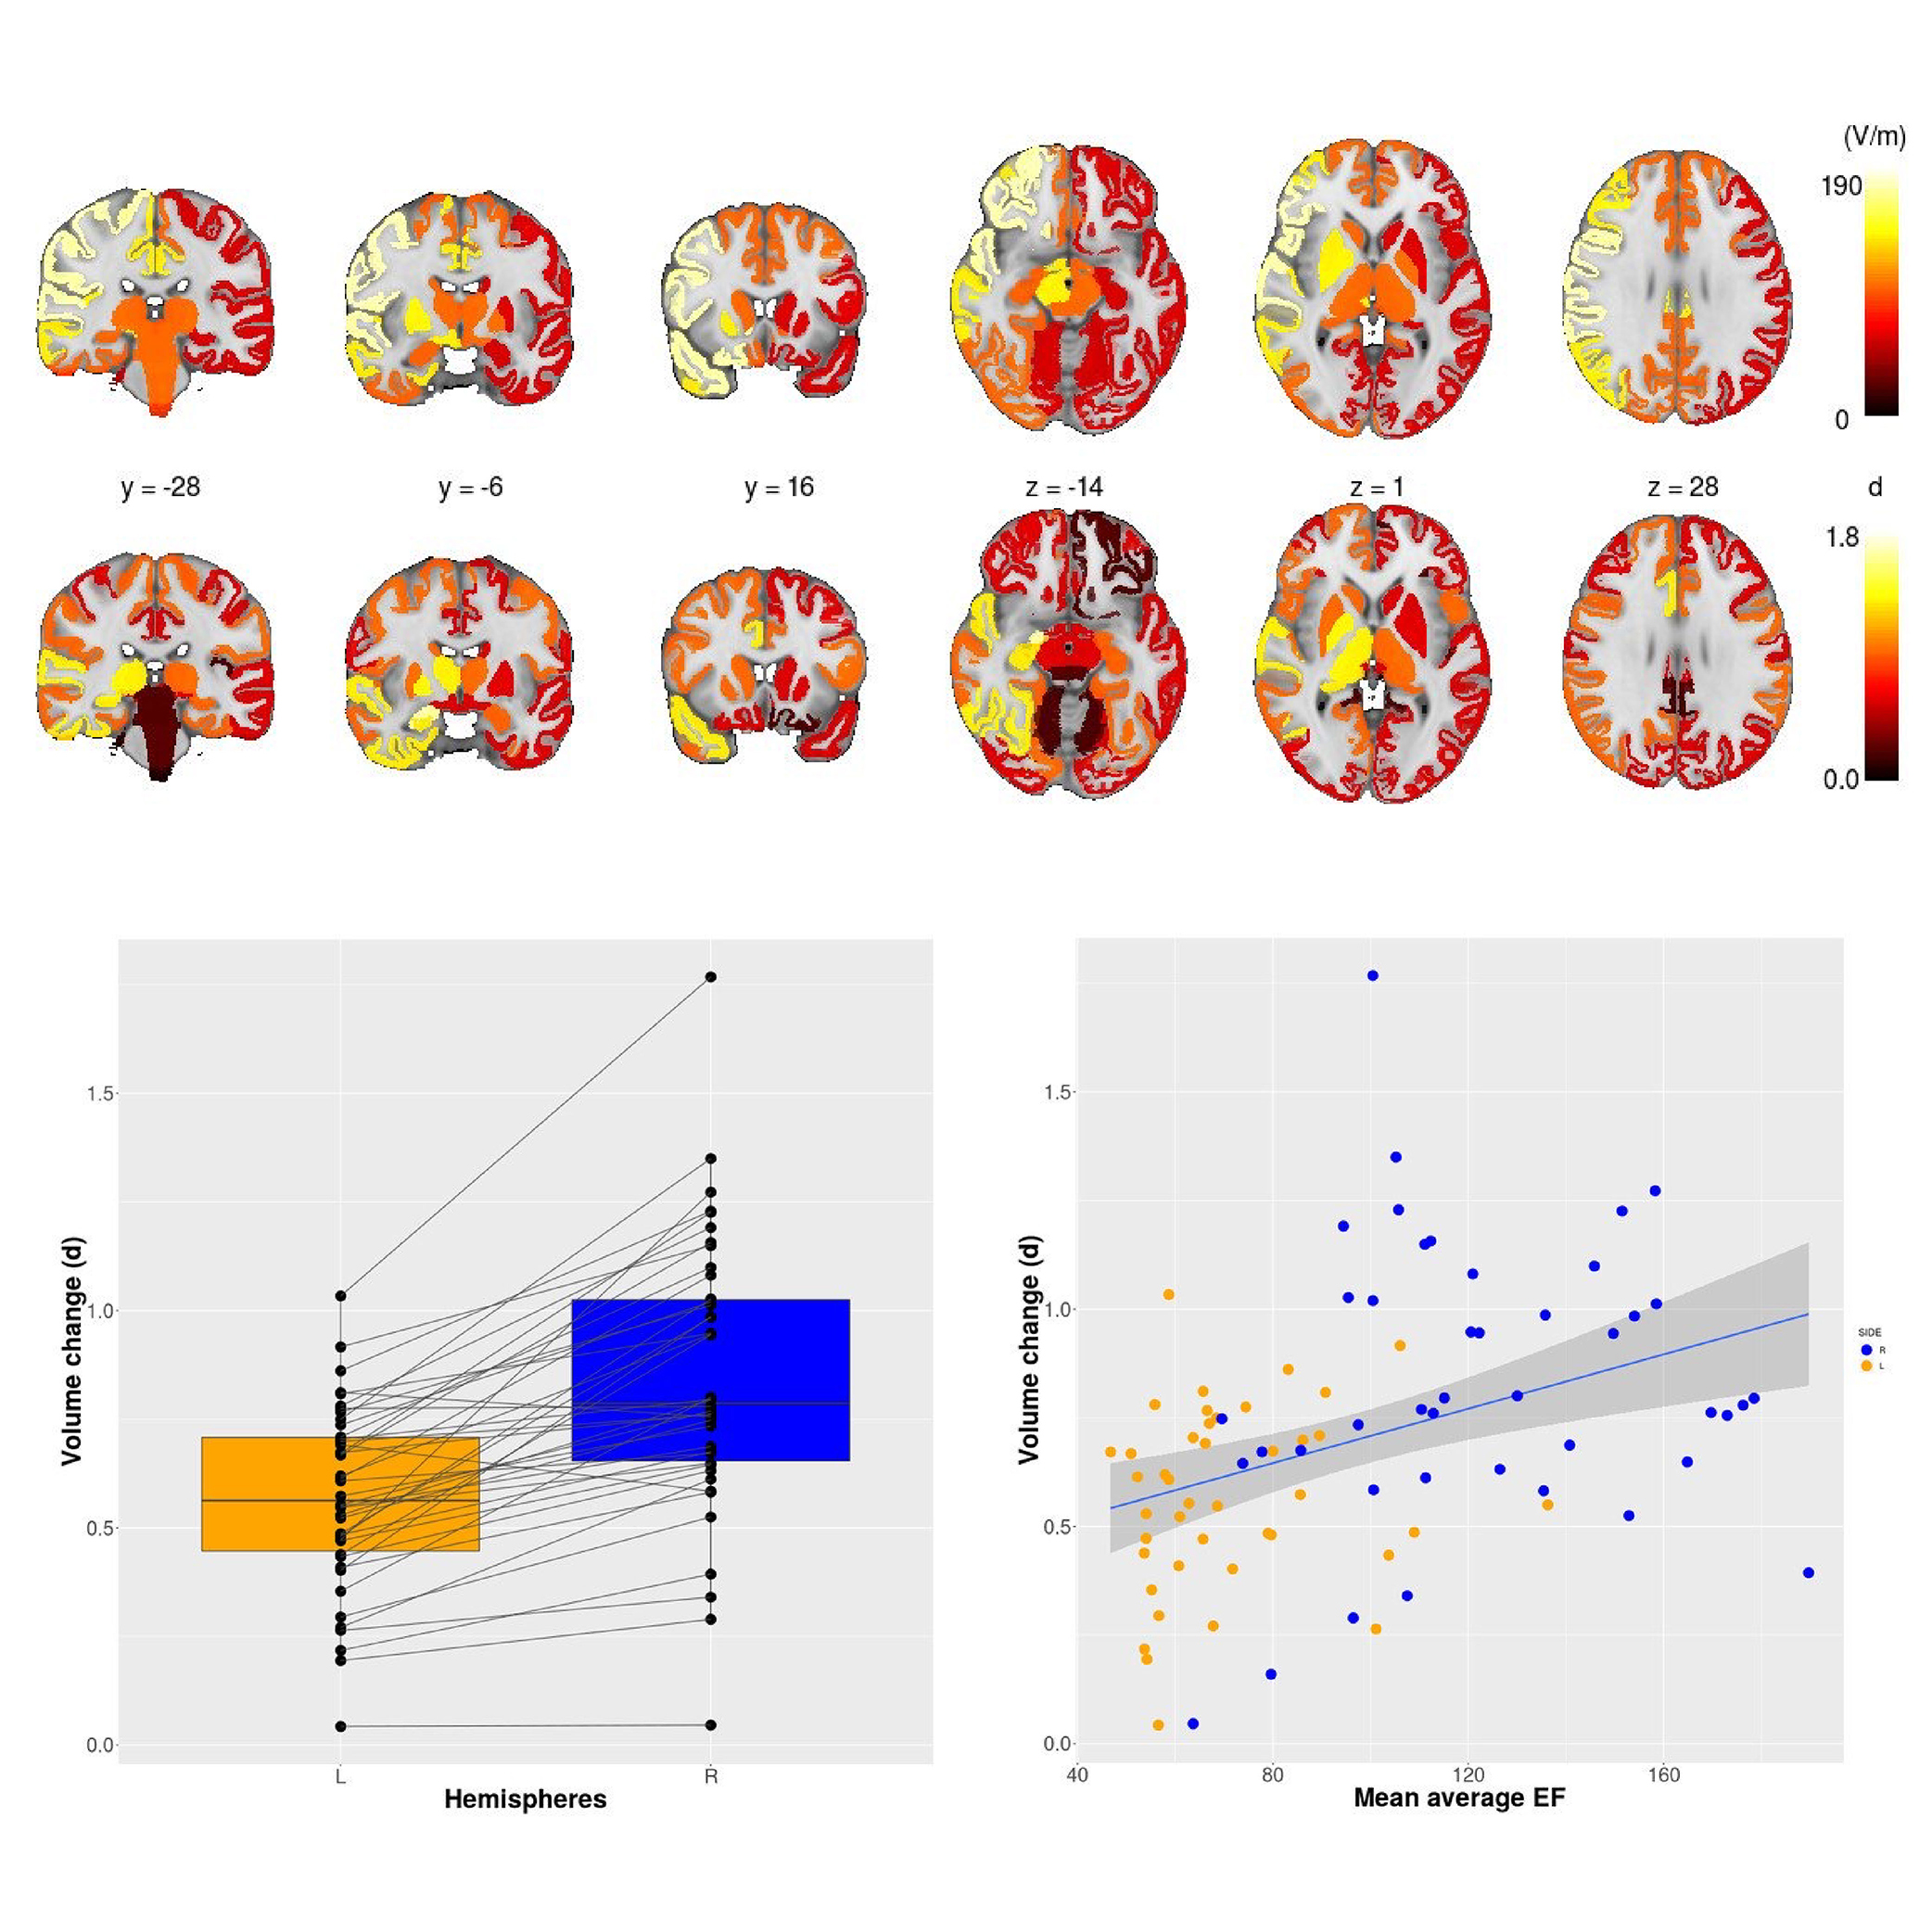 (V/m)
190
0
y = -28 y = -6 y = 16 z = -14 z = 1 z = 28 d
1.8
0.0
Volume change (d)
1.5
1.0
0.5
0.0
L R
Hemispheres
Volume change (d)
1.5
1.0
0.5
0.0
40 80 120 160
Mean average EF
SIDE
R
L